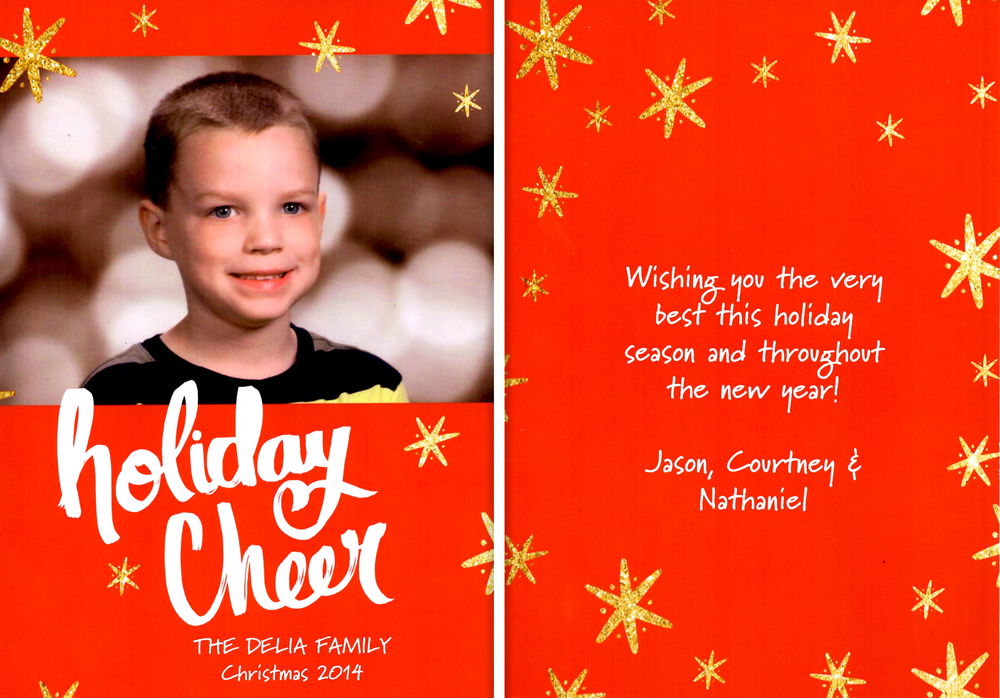 holiday
Cheer
THE DELIA FAMILY
Christmas 2014
Wishing you the very
best this holiday
season and throughout
the new year!
Jason, Courtney &
Nathaniel